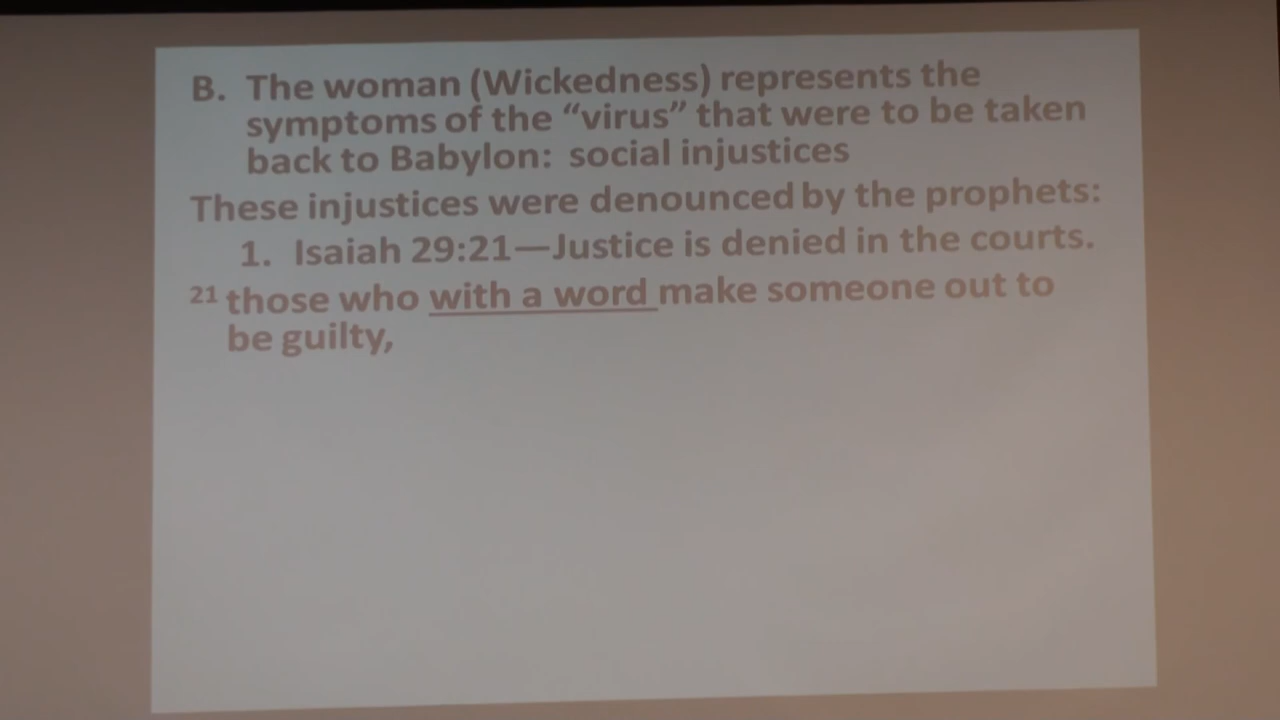 B. The woman (Wickedness) represents the
symptoms of the “virus” that were to be taken
back to Babylon: social injustices
These injustices were denounced by the prophets:
1. Isaiah 29:21—Justice is denied in the courts.
21 those who with a word make someone out to
be guilty,